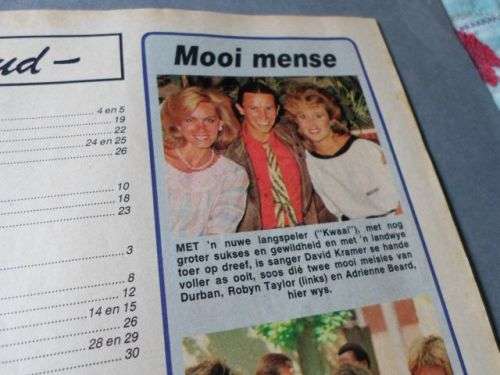 ud-
Mooi mense
4 en 5
19
22
24 en 25
26
10
18
23
3
8
12
14 en 15
26
28 en 29
30
MET 'n nuwe langspeler ("Kwaai"), met nog
groter sukses en gewildheid en met 'n landwye
toer op dreef, is sanger David Kramer se hande
voller as ooit, soos dié twee mooi meisies van
Durban, Robyn Taylor (links) en Adrienne Beard,
hier wys.